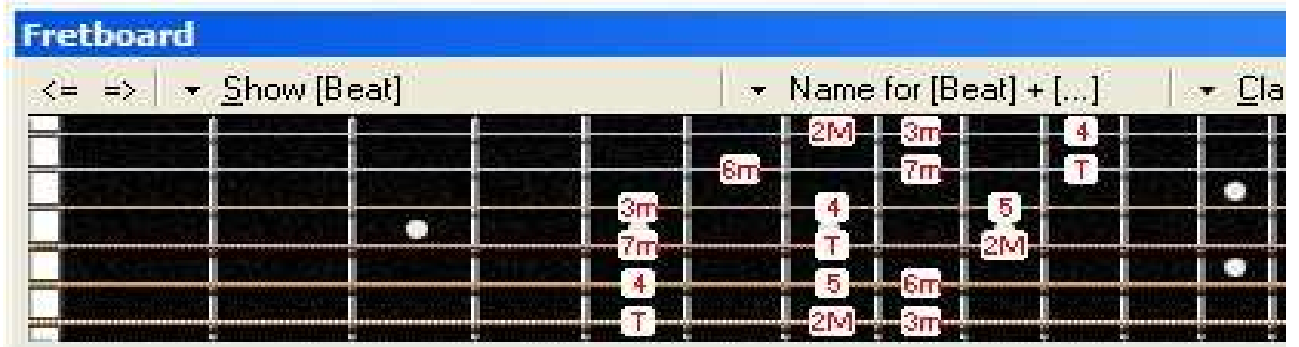 Fretboard
<= => Show [Beat] Name for [Beat] + [...] Cla
2M 3m 4
6m 7m T
3m 4 5
7m T 2M
4 5 6m
T 2M 3m